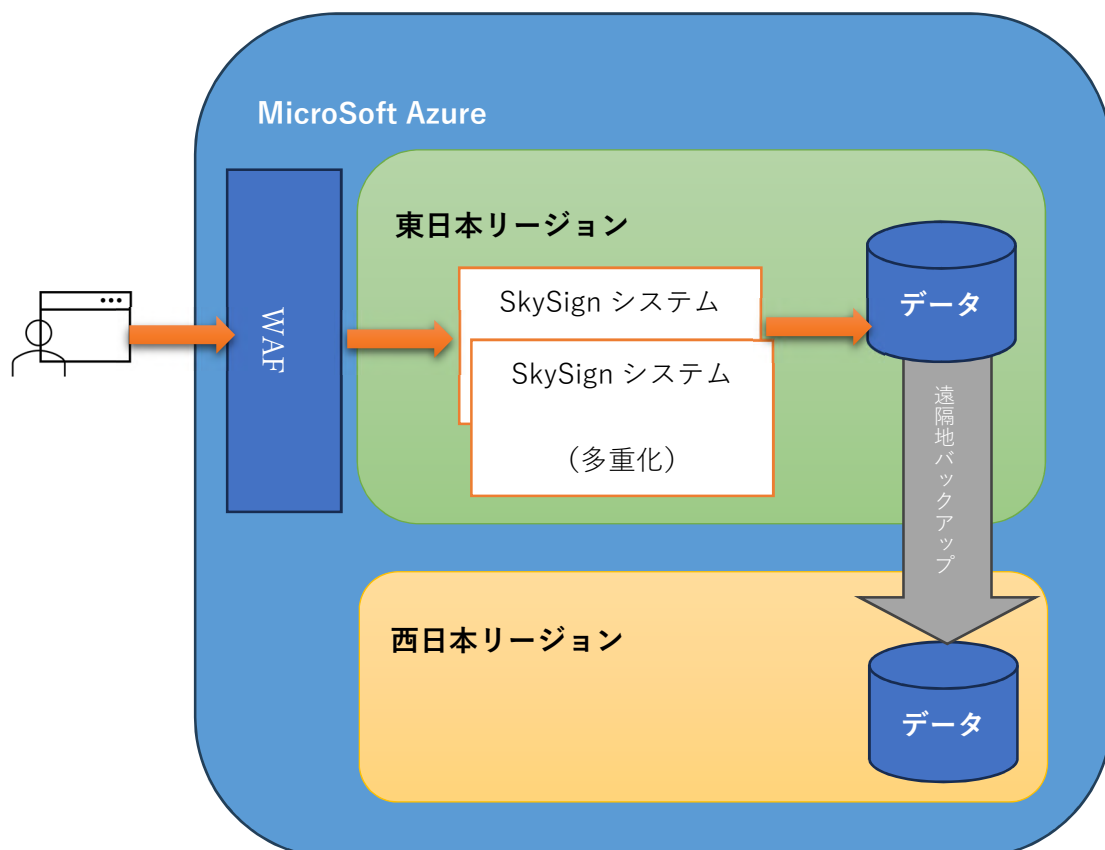 MicroSoft Azure
東日本リージョン
WAF
SkySign システム
SkySign システム
（多重化）
データ
遠隔地バックアップ
西日本リージョン
データ